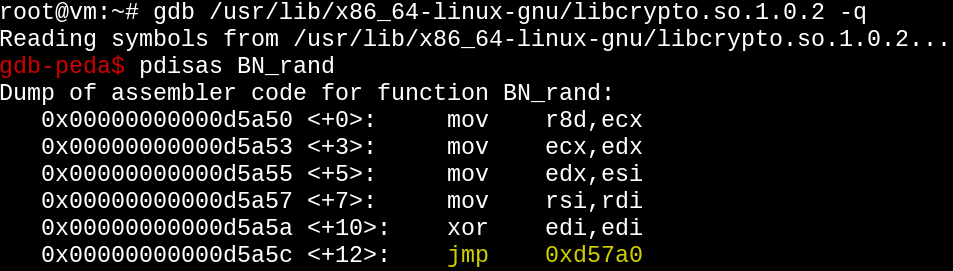 root@vm:~# gdb /usr/lib/x86_64-linux-gnu/libcrypto.so.1.0.2 -q
Reading symbols from /usr/lib/x86_64-linux-gnu/libcrypto.so.1.0.2...
gdb-peda$ pdisas BN_rand
Dump of assembler code for function BN_rand:
   0x00000000000d5a50 <+0>:     mov    r8d,ecx
   0x00000000000d5a53 <+3>:     mov    ecx,edx
   0x00000000000d5a55 <+5>:     mov    edx,esi
   0x00000000000d5a57 <+7>:     mov    rsi,rdi
   0x00000000000d5a5a <+10>:    xor    edi,edi
   0x00000000000d5a5c <+12>:    jmp    0xd57a0